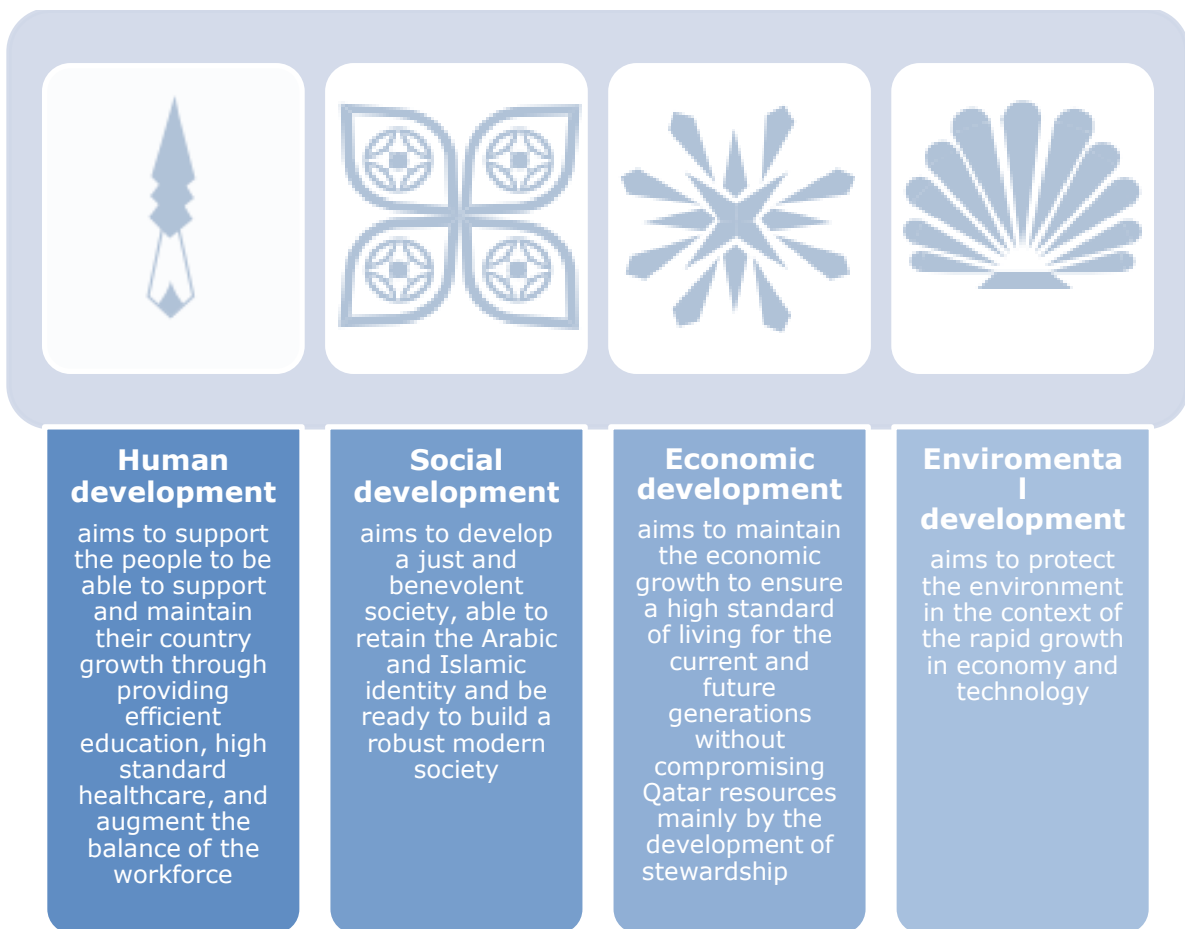 Human
development
aims to support
the people to be
able to support
and maintain
their country
growth through
providing
efficient
education, high
standard
healthcare, and
augment the
balance of the
workforce
Social
development
aims to develop
a just and
benevolent
society, able to
retain the Arabic
and Islamic
identity and be
ready to build a
robust modern
society
Economic
development
aims to maintain
the economic
growth to ensure
a high standard
of living for the
current and
future
generations
without
compromising
Qatar resources
mainly by the
development of
stewardship
Enviromenta
l
development
aims to protect
the environment
in the context of
the rapid growth
in economy and
technology